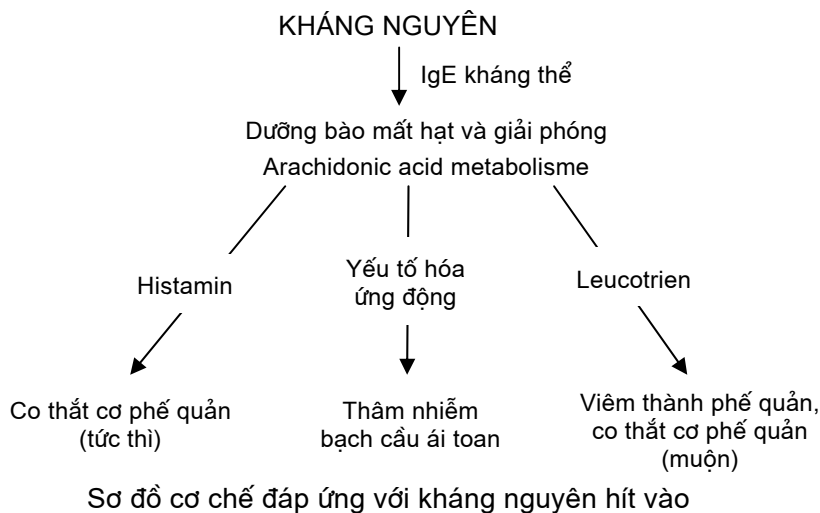 KHÁNG NGUYÊN
IgE kháng thể
Dưỡng bào mất hạt và giải phóng
Arachidonic acid metabolisme
Histamin
Yếu tố hóa
ứng động
Leucotrien
Co thắt cơ phế quản
(tức thì)
Thâm nhiễm
bạch cầu ái toan
Viêm thành phế quản,
co thắt cơ phế quản
(muộn)
Sơ đồ cơ chế đáp ứng với kháng nguyên hít vào